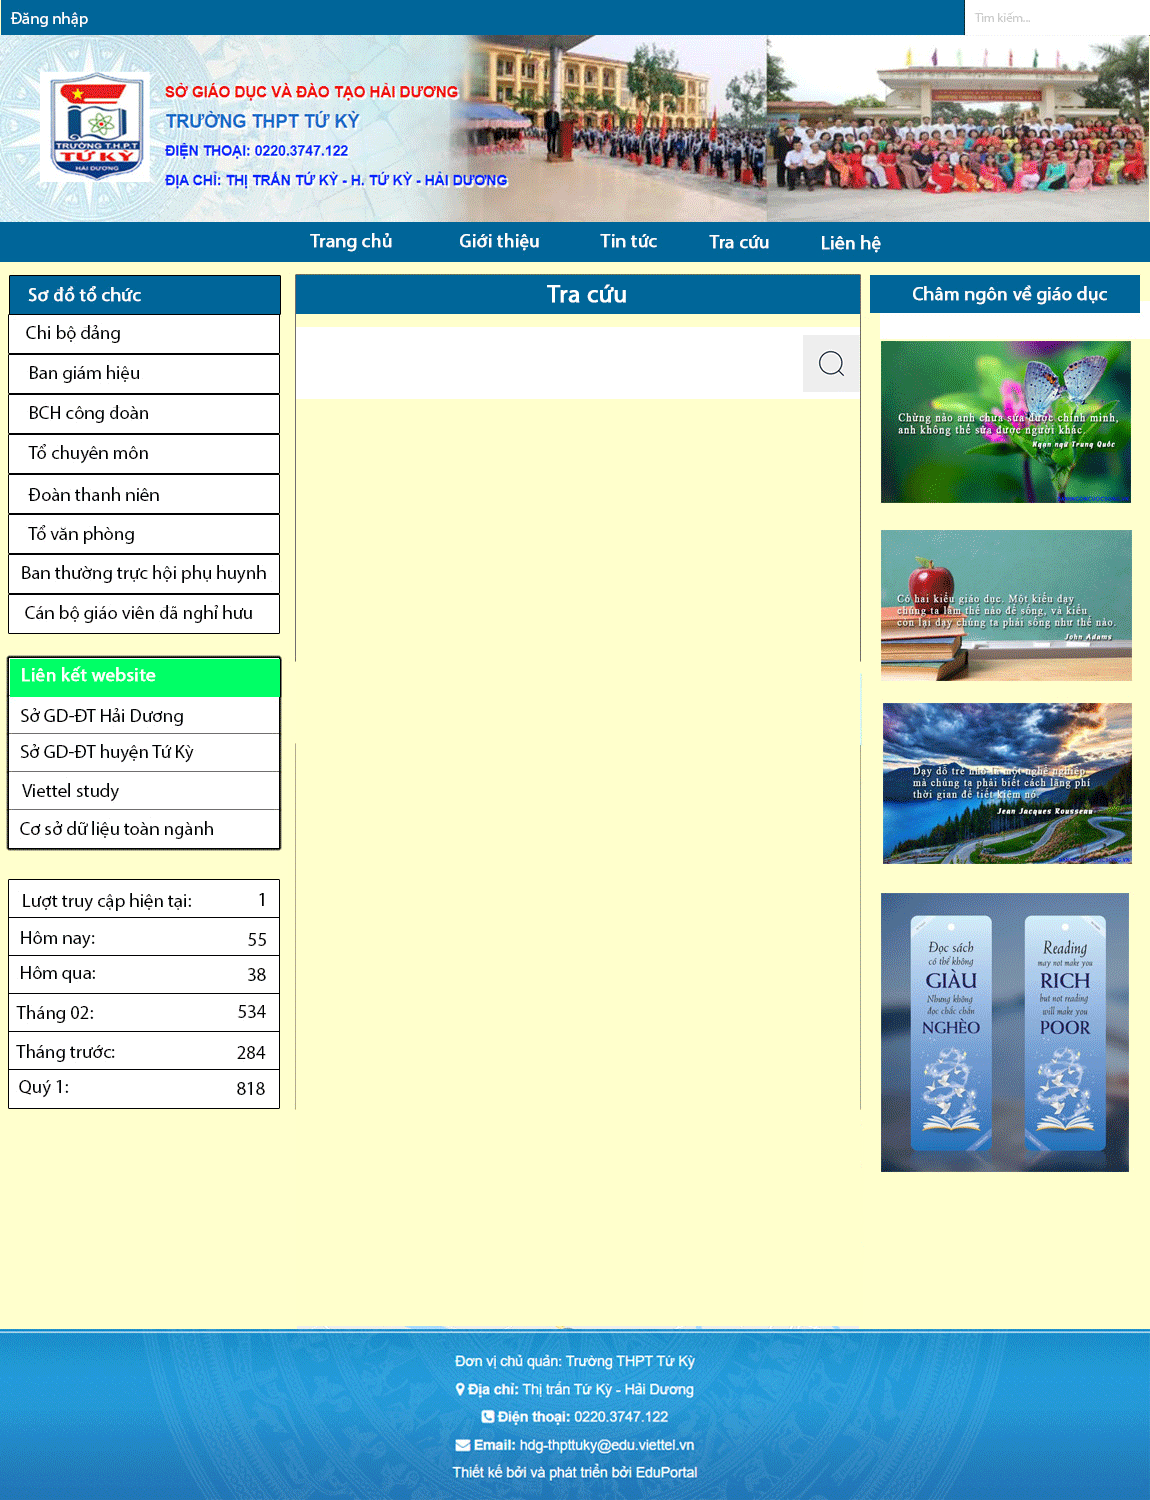 Đăng nhập
Tìm kiếm...
SỞ GIÁO DỤC VÀ ĐÀO TẠO HẢI DƯƠNG
TRƯỜNG THPT TỨ KỲ
ĐIỆN THOẠI: 0220.3747.122
ĐỊA CHỈ: THỊ TRẤN TỨ KỲ - H. TỨ KỲ - HẢI DƯƠNG
TRƯỜNG T.H.P.T
TỨ KỲ
HẢI DƯƠNG
Trang chủ
Giới thiệu
Tin tức
Tra cứu
Liên hệ
Sơ đồ tổ chức
Chi bộ dảng
Ban giám hiệu
BCH công doàn
Tổ chuyên môn
Đoàn thanh niên
Tổ văn phòng
Ban thường trực hội phụ huynh
Cán bộ giáo viên dã nghỉ hưu
Liên kết website
Sở GD-ĐT Hải Dương
Sở GD-ĐT huyện Tứ Kỳ
Viettel study
Cơ sở dữ liệu toàn ngành
Lượt truy cập hiện tại: 1
Hôm nay: 55
Hôm qua: 38
Tháng 02: 534
Tháng trước: 284
Quý 1: 818
Tra cứu
Châm ngôn về giáo dục
Chừng nào anh chưa sửa được chính mình,
anh không thể sửa được người khác.
Ngạn ngữ Trung Quốc
Có hai kiểu giáo dục. Một kiểu dạy
chúng ta làm thế nào để sống, và kiểu
còn lại dạy chúng ta phải sống như thế nào.
John Adams
Dạy dỗ trẻ nhỏ là một nghề nghiệp
mà chúng ta phải biết cách lãng phí
thời gian để tiết kiệm nó.
Jean Jacques Rousseau
Đọc sách
có thể không
GIÀU
Nhưng không
đọc chắc chắn
NGHÈO
Reading
may not make you
RICH
but not reading
will make you
POOR
Đơn vị chủ quản: Trường THPT Tứ Kỳ
Địa chỉ: Thị trấn Tứ Kỳ - Hải Dương
Điện thoại: 0220.3747.122
Email: hdg-thpttuky@edu.viettel.vn
Thiết kế bởi và phát triển bởi EduPortal